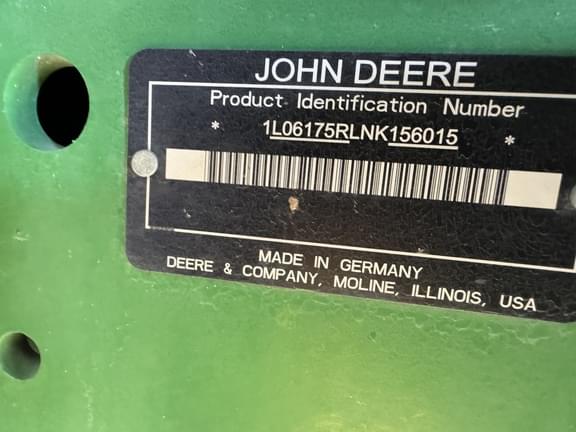 JOHN DEERE
Product Identification Number
* 1L06175RLNK156015 *
MADE IN GERMANY
DEERE & COMPANY, MOLINE, ILLINOIS, USA